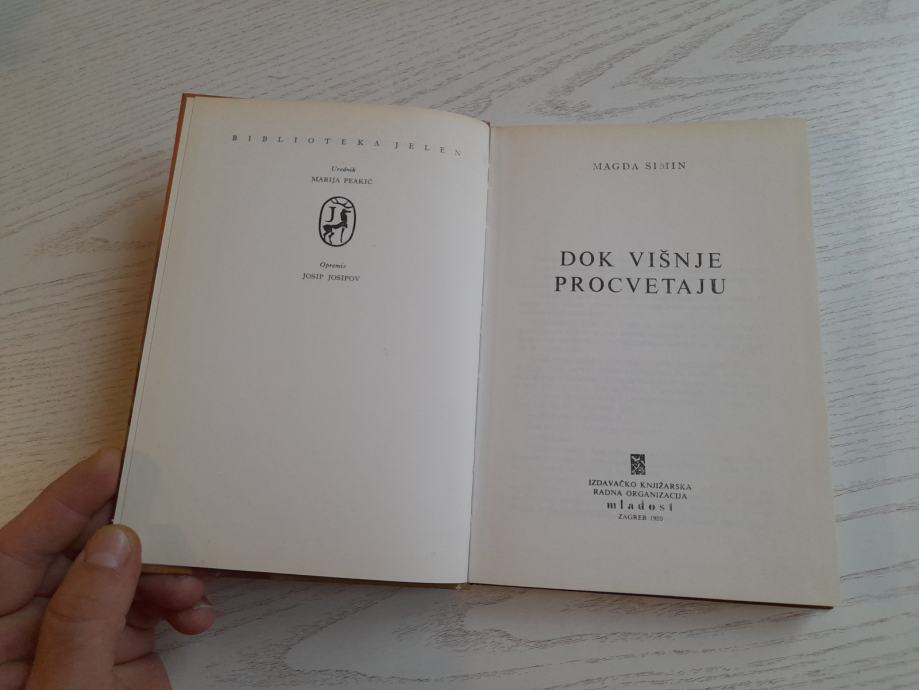 BIBLIOTEKA JELEN
Urednik
MARIJA PEAKIĆ
J
Opremio
JOSIP JOSIPOV
MAGDA SIMIN
DOK VIŠNJE
PROCVETAJU
IZDAVAČKO KNJIŽARSKA
RADNA ORGANIZACIJA
mladost
ZAGREB